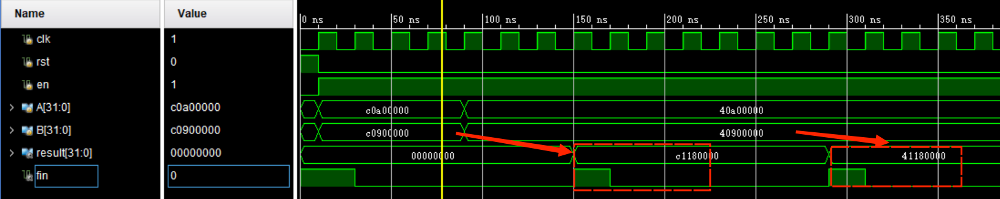 Name Value 0 ns 50 ns 100 ns 150 ns 200 ns 250 ns 300 ns 350 ns
clk 1
rst 0
en 1
A[31:0] c0a00000 c0a00000 40a00000
B[31:0] c0900000 c0900000 40900000
result[31:0] 00000000 00000000 c1180000 41180000
fin 0